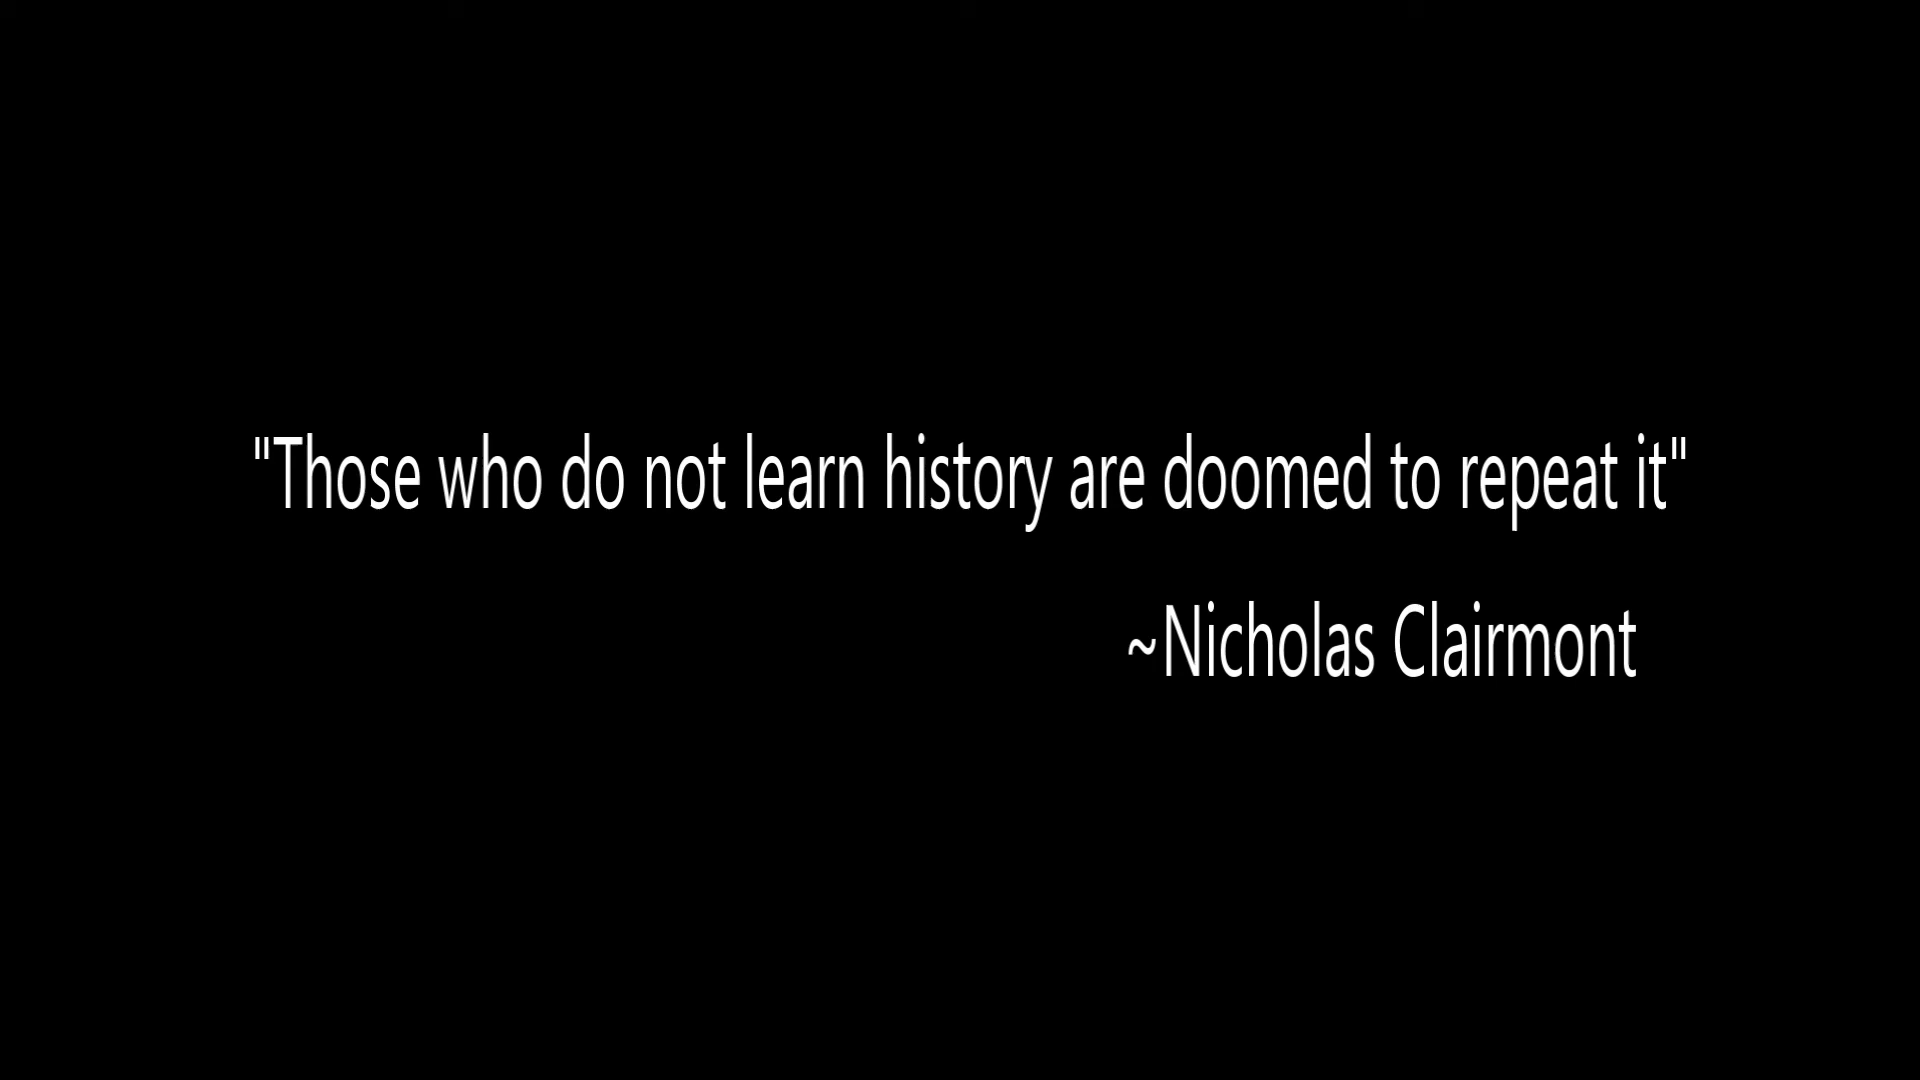 "Those who do not learn history are doomed to repeat it"
~Nicholas Clairmont